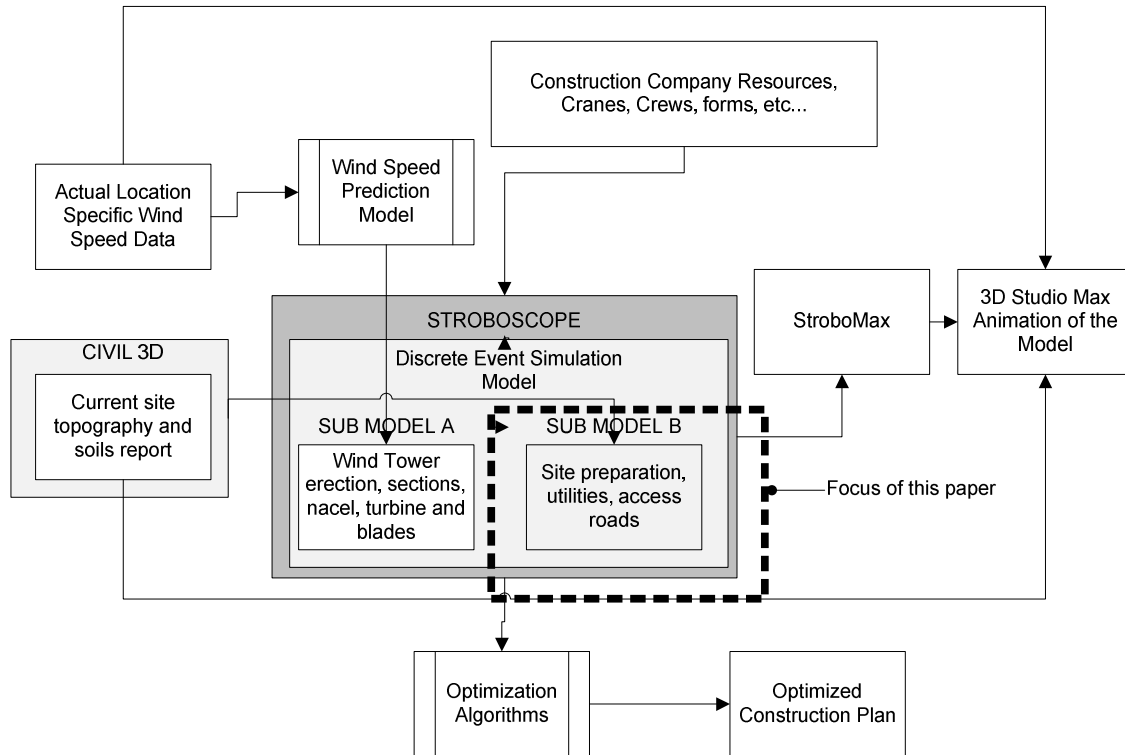 Construction Company Resources,
Cranes, Crews, forms, etc...
Wind Speed
Prediction
Model
Actual Location
Specific Wind
Speed Data
STROBOSCOPE
Discrete Event Simulation
Model
SUB MODEL A
Wind Tower
erection, sections,
nacel, turbine and
blades
SUB MODEL B
Site preparation,
utilities, access
roads
CIVIL 3D
Current site
topography and
soils report
StroboMax
3D Studio Max
Animation of the
Model
Focus of this paper
Optimization
Algorithms
Optimized
Construction Plan